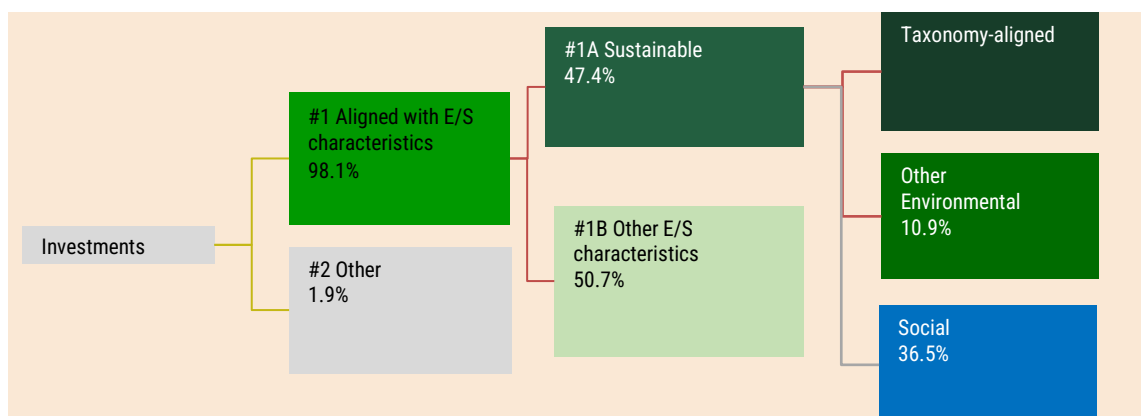 Investments
#1 Aligned with E/S
characteristics
98.1%
#2 Other
1.9%
#1A Sustainable
47.4%
#1B Other E/S
characteristics
50.7%
Taxonomy-aligned
Other
Environmental
10.9%
Social
36.5%